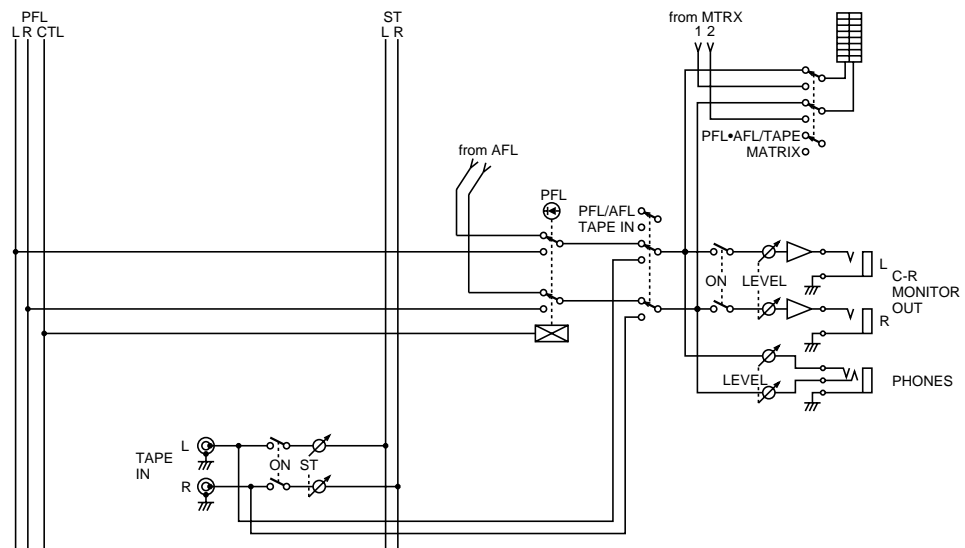 PFL
L R CTL
ST
L R
from MTRX
1 2
PFL•AFL/TAPE
MATRIX
from AFL
PFL
PFL/AFL
TAPE IN
ON
LEVEL
L
R
C-R
MONITOR
OUT
LEVEL
PHONES
TAPE
IN
L
R
ON
ST